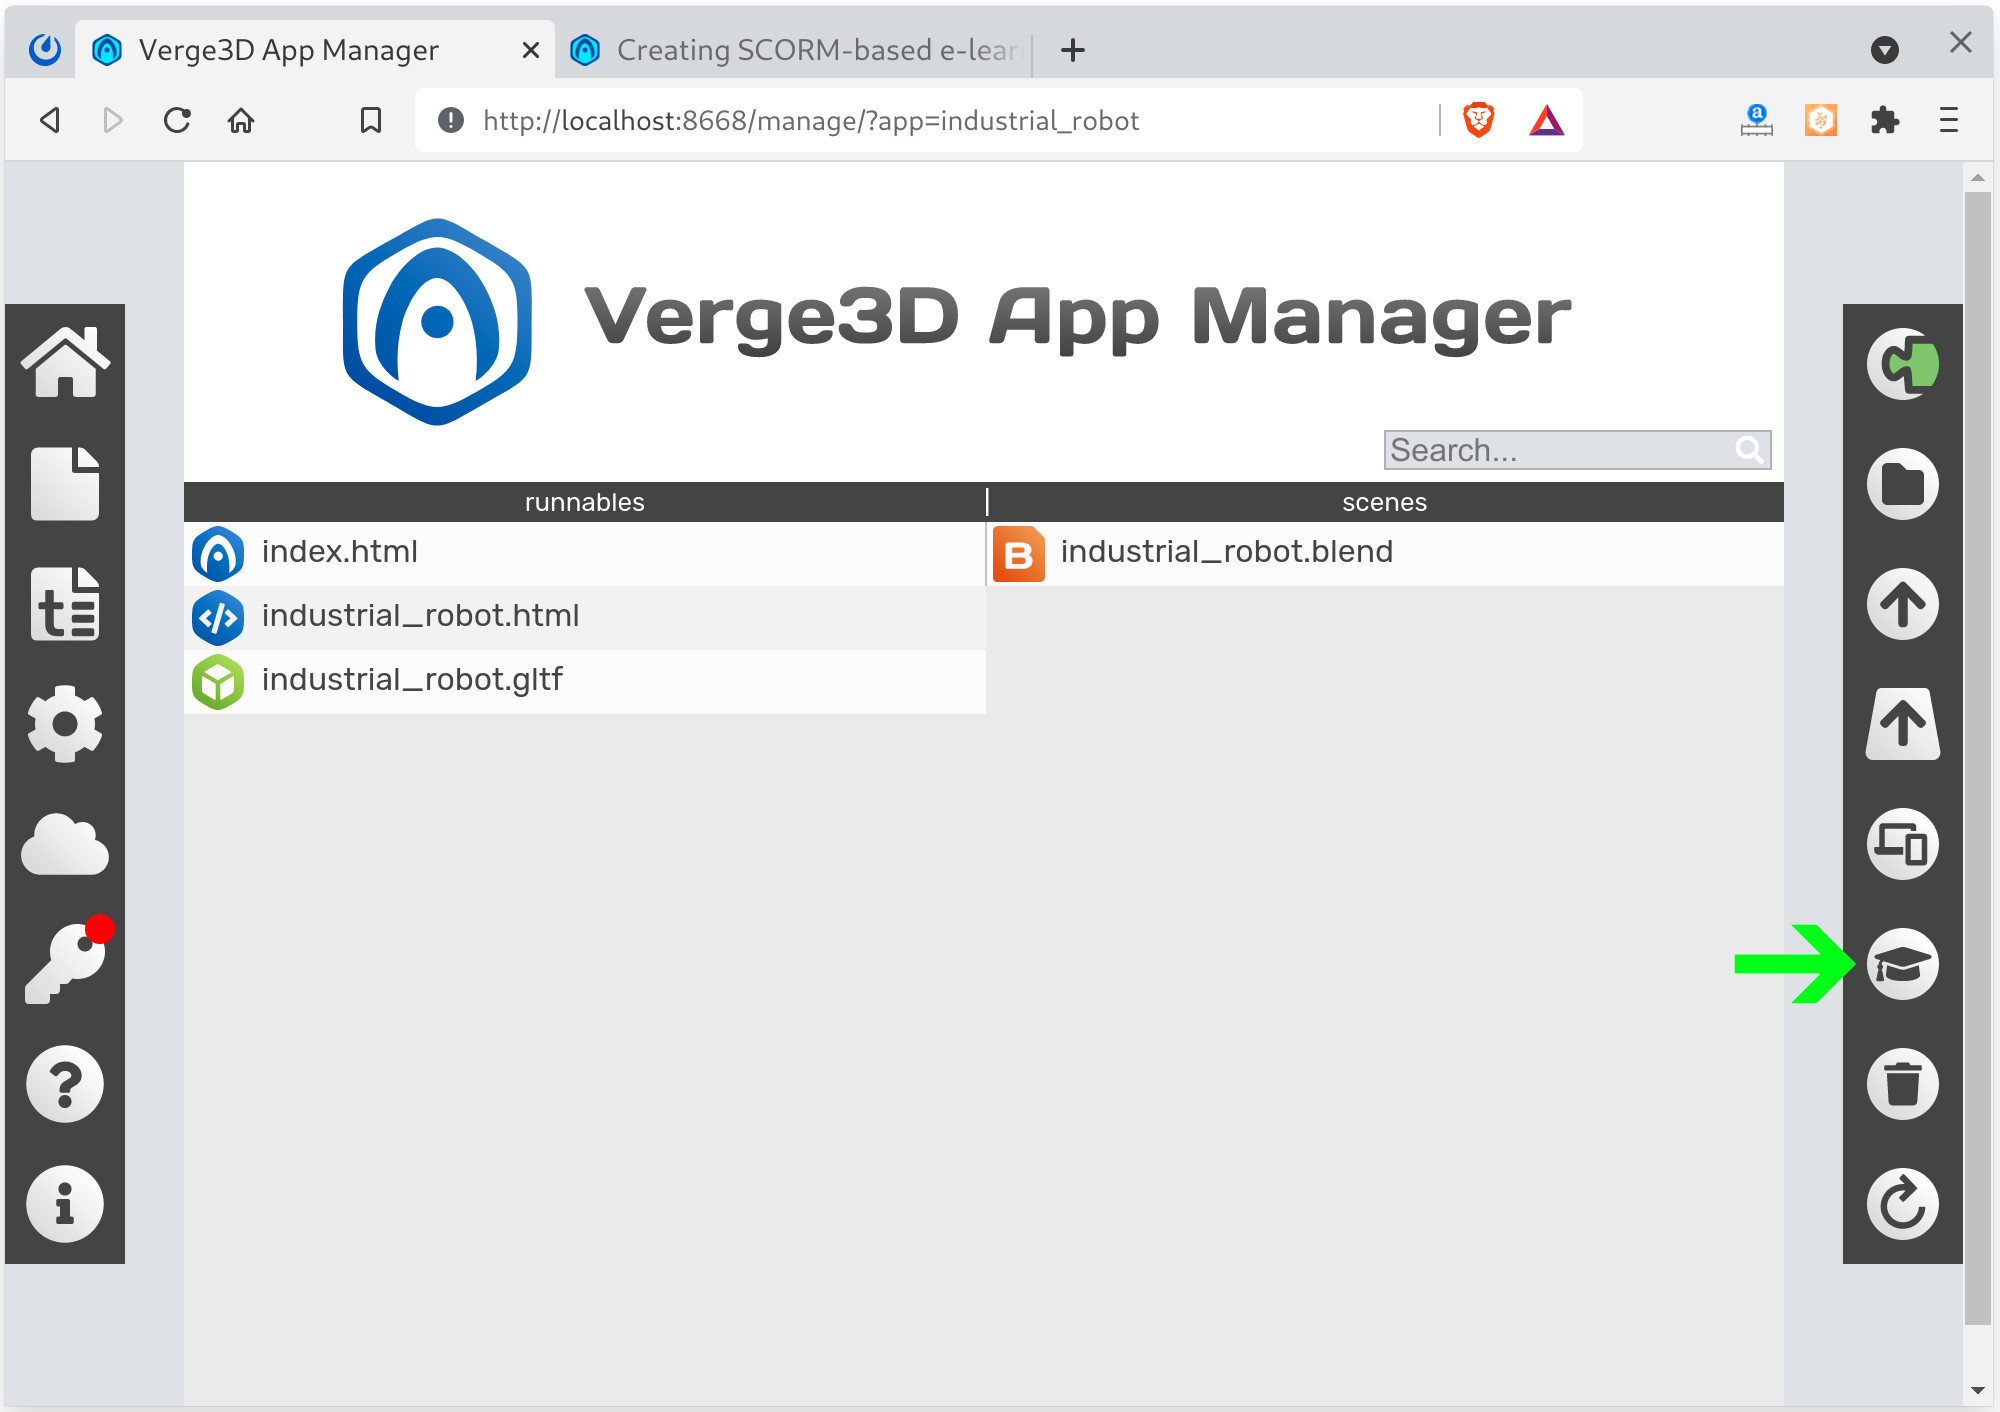 Verge3D App Manager
Creating SCORM-based e-lear
http://localhost:8668/manage/?app=industrial_robot
Verge3D App Manager
Search...
runnables
scenes
index.html
industrial_robot.blend
industrial_robot.html
industrial_robot.gltf